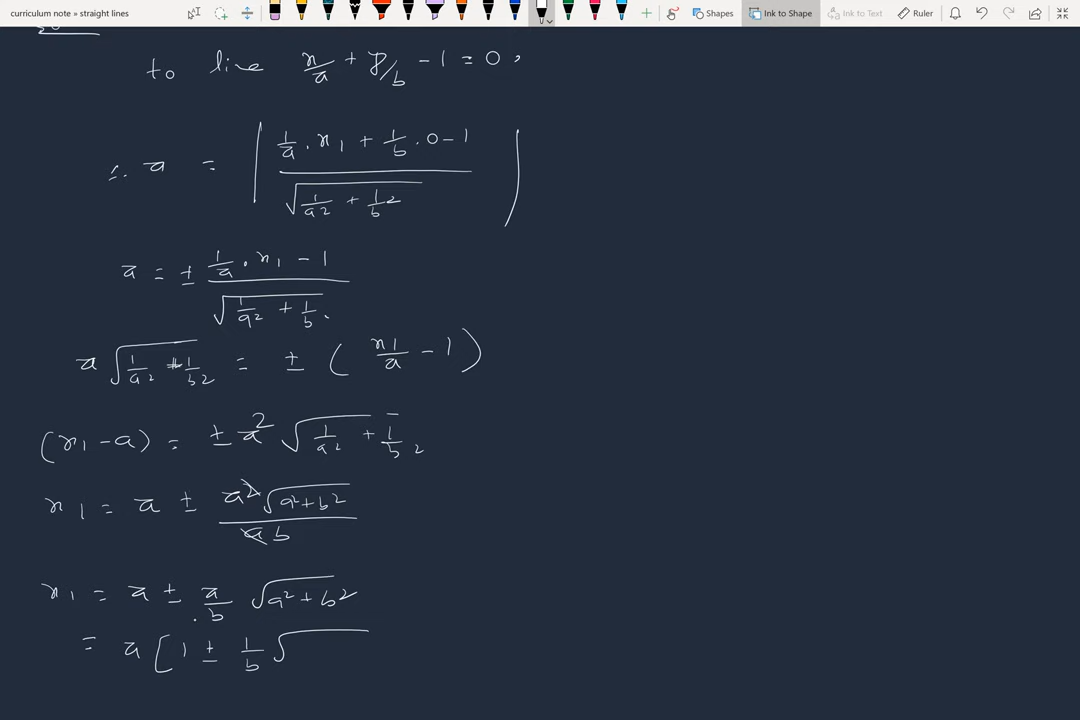 curriculum note » straight lines
Shapes
Ink to Shape
Ink to Text
Ruler
to line x/a + y/b - 1 = 0,
∴ a = | (1/a · x1 + 1/b · 0 - 1) / √(1/a² + 1/b²) |
a = ± (1/a · x1 - 1) / √(1/a² + 1/b.)
a √(1/a² + 1/b²) = ± (x1/a - 1)
(x1 - a) = ± a² √(1/a² + 1/b²)
x1 = a ± a² √(a² + b²) / ab
x1 = a ± a/b √(a² + b²)
= a [1 ± 1/b √